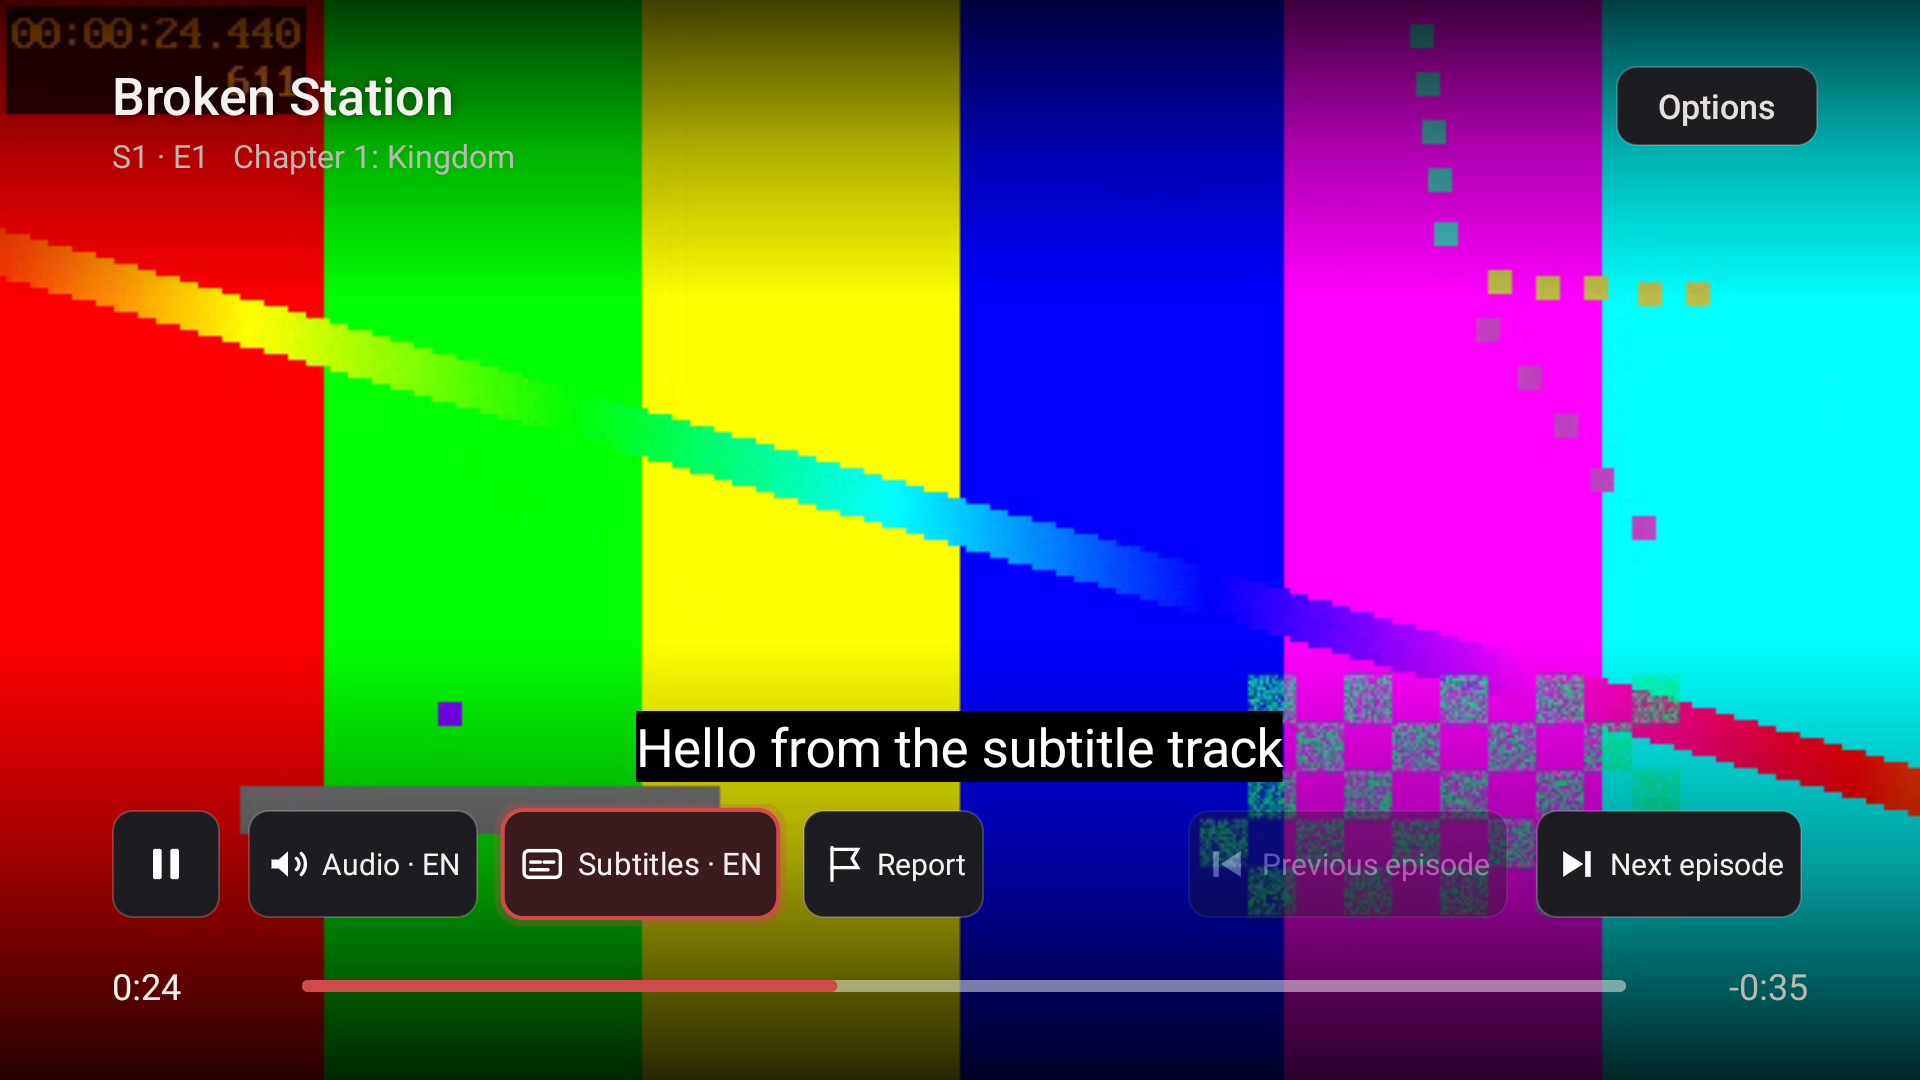 00:00:24.440
611
Broken Station
S1 · E1 Chapter 1: Kingdom
Options
Hello from the subtitle track
Audio · EN
Subtitles · EN
Report
Previous episode
Next episode
0:24
-0:35